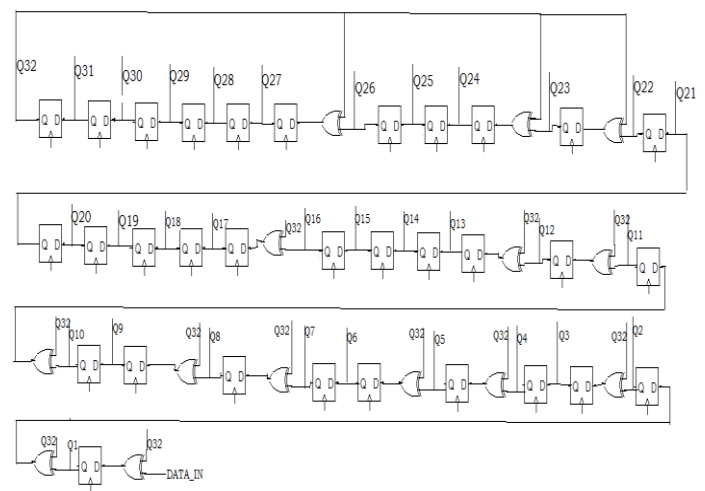 Q32 Q31 Q30 Q29 Q28 Q27 Q26 Q25 Q24 Q23 Q22 Q21
Q D Q D Q D Q D Q D Q D Q D Q D Q D Q D Q D
Q20 Q19 Q18 Q17 Q32 Q16 Q15 Q14 Q13 Q32 Q12 Q32 Q11
Q D Q D Q D Q D Q D Q D Q D Q D Q D Q D Q D
Q32 Q10 Q9 Q32 Q8 Q32 Q7 Q6 Q32 Q5 Q32 Q4 Q3 Q32 Q2
Q D Q D Q D Q D Q D Q D Q D Q D Q D
Q32 Q1 Q32
Q D
DATA_IN